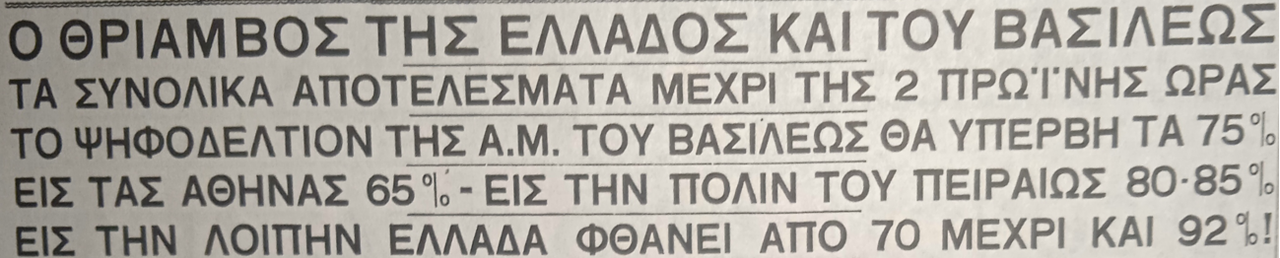 Ο ΘΡΙΑΜΒΟΣ ΤΗΣ ΕΛΛΑΔΟΣ ΚΑΙ ΤΟΥ ΒΑΣΙΛΕΩΣ
ΤΑ ΣΥΝΟΛΙΚΑ ΑΠΟΤΕΛΕΣΜΑΤΑ ΜΕΧΡΙ ΤΗΣ 2 ΠΡΩ·Ι·ΝΗΣ ΩΡΑΣ
ΤΟ ΨΗΦΟΔΕΛΤΙΟΝ ΤΗΣ Α.Μ. ΤΟΥ ΒΑΣΙΛΕΩΣ ΘΑ ΥΠΕΡΒΗ ΤΑ 75%
ΕΙΣ ΤΑΣ ΑΘΗΝΑΣ 65% - ΕΙΣ ΤΗΝ ΠΟΛΙΝ ΤΟΥ ΠΕΙΡΑΙΩΣ 80·85%
ΕΙΣ ΤΗΝ ΛΟΙΠΗΝ ΕΛΛΑΔΑ ΦΘΑΝΕΙ ΑΠΟ 70 ΜΕΧΡΙ ΚΑΙ 92%!